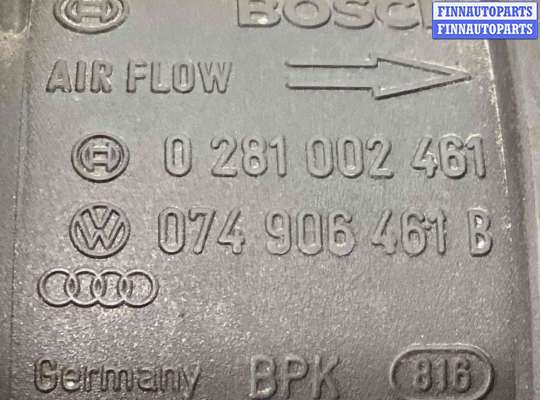 FINNAUTOPARTS
FINNAUTOPARTS
BOSCH
AIR FLOW
0 281 002 461
074 906 461 B
Germany BPK 816